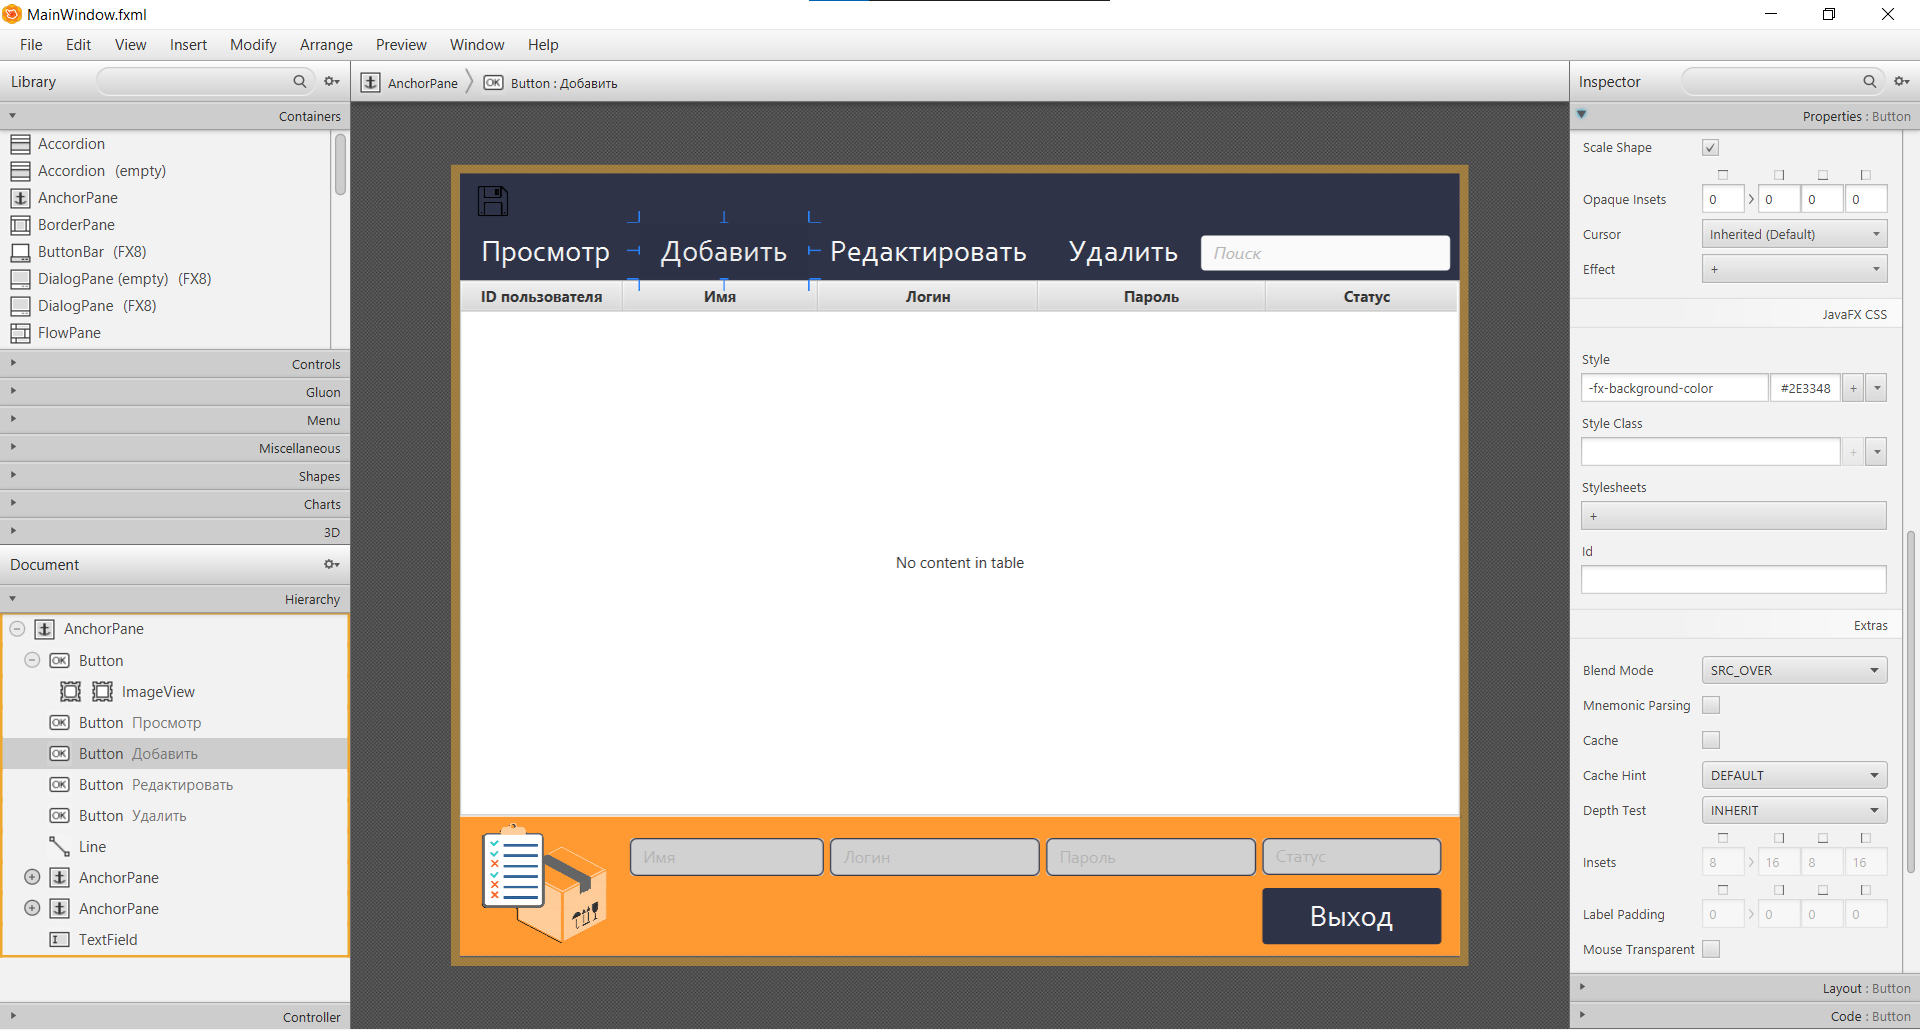 MainWindow.fxml
File Edit View Insert Modify Arrange Preview Window Help
Library
Containers
Accordion
Accordion (empty)
AnchorPane
BorderPane
ButtonBar (FX8)
DialogPane (empty) (FX8)
DialogPane (FX8)
FlowPane
Controls
Gluon
Menu
Miscellaneous
Shapes
Charts
3D
Document
Hierarchy
AnchorPane
OK Button
ImageView
OK Button Просмотр
OK Button Добавить
OK Button Редактировать
OK Button Удалить
Line
AnchorPane
AnchorPane
TextField
Controller
AnchorPane OK Button : Добавить
Просмотр Добавить Редактировать Удалить Поиск
ID пользователя Имя Логин Пароль Статус
No content in table
Имя Логин Пароль Статус
Выход
Inspector
Properties : Button
Scale Shape
Opaque Insets 0 0 0 0
Cursor Inherited (Default)
Effect +
JavaFX CSS
Style
-fx-background-color #2E3348 +
Style Class
+
Stylesheets
+
Id
Extras
Blend Mode SRC_OVER
Mnemonic Parsing
Cache
Cache Hint DEFAULT
Depth Test INHERIT
Insets 8 16 8 16
Label Padding 0 0 0 0
Mouse Transparent
Layout : Button
Code : Button